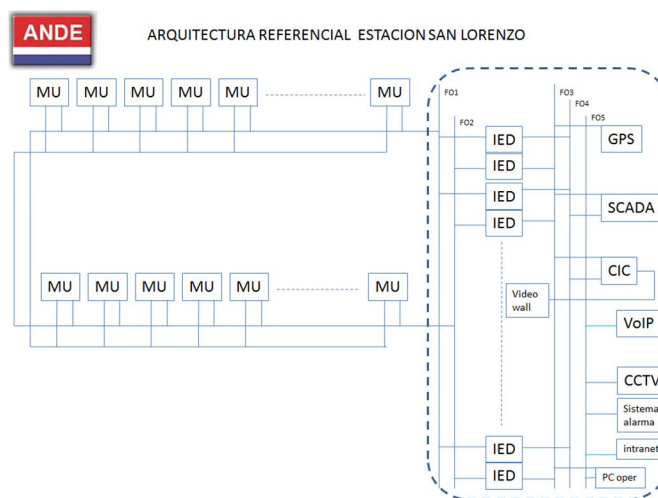 ANDE
ARQUITECTURA REFERENCIAL ESTACION SAN LORENZO
MU MU MU MU MU MU
FO1 FO3
FO4
FO2 FO5
IED GPS
IED
IED
SCADA
IED
CIC
MU MU MU MU MU MU
Video
wall
VoIP
CCTV
Sistema
alarma
IED intranet
IED PC oper